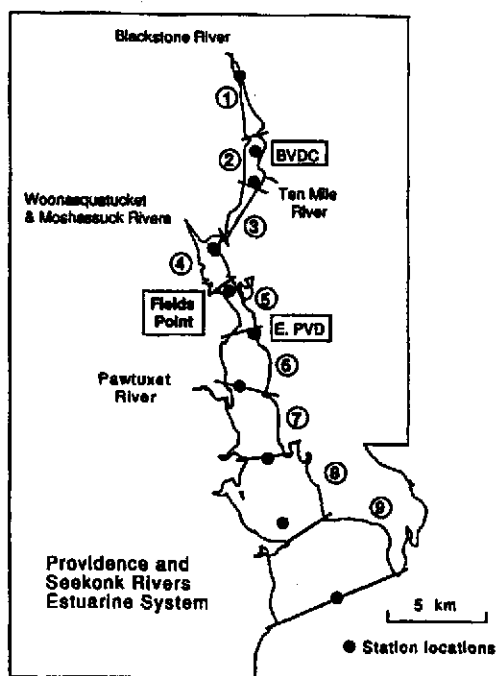 Blackstone River
1
BVDC
2
Ten Mile
River
Woonasquatucket
& Moshassuck Rivers
3
4
5
Fields
Point
E. PVD
6
Pawtuxet
River
7
8
9
Providence and
Seekonk Rivers
Estuarine System
5 km
Station locations